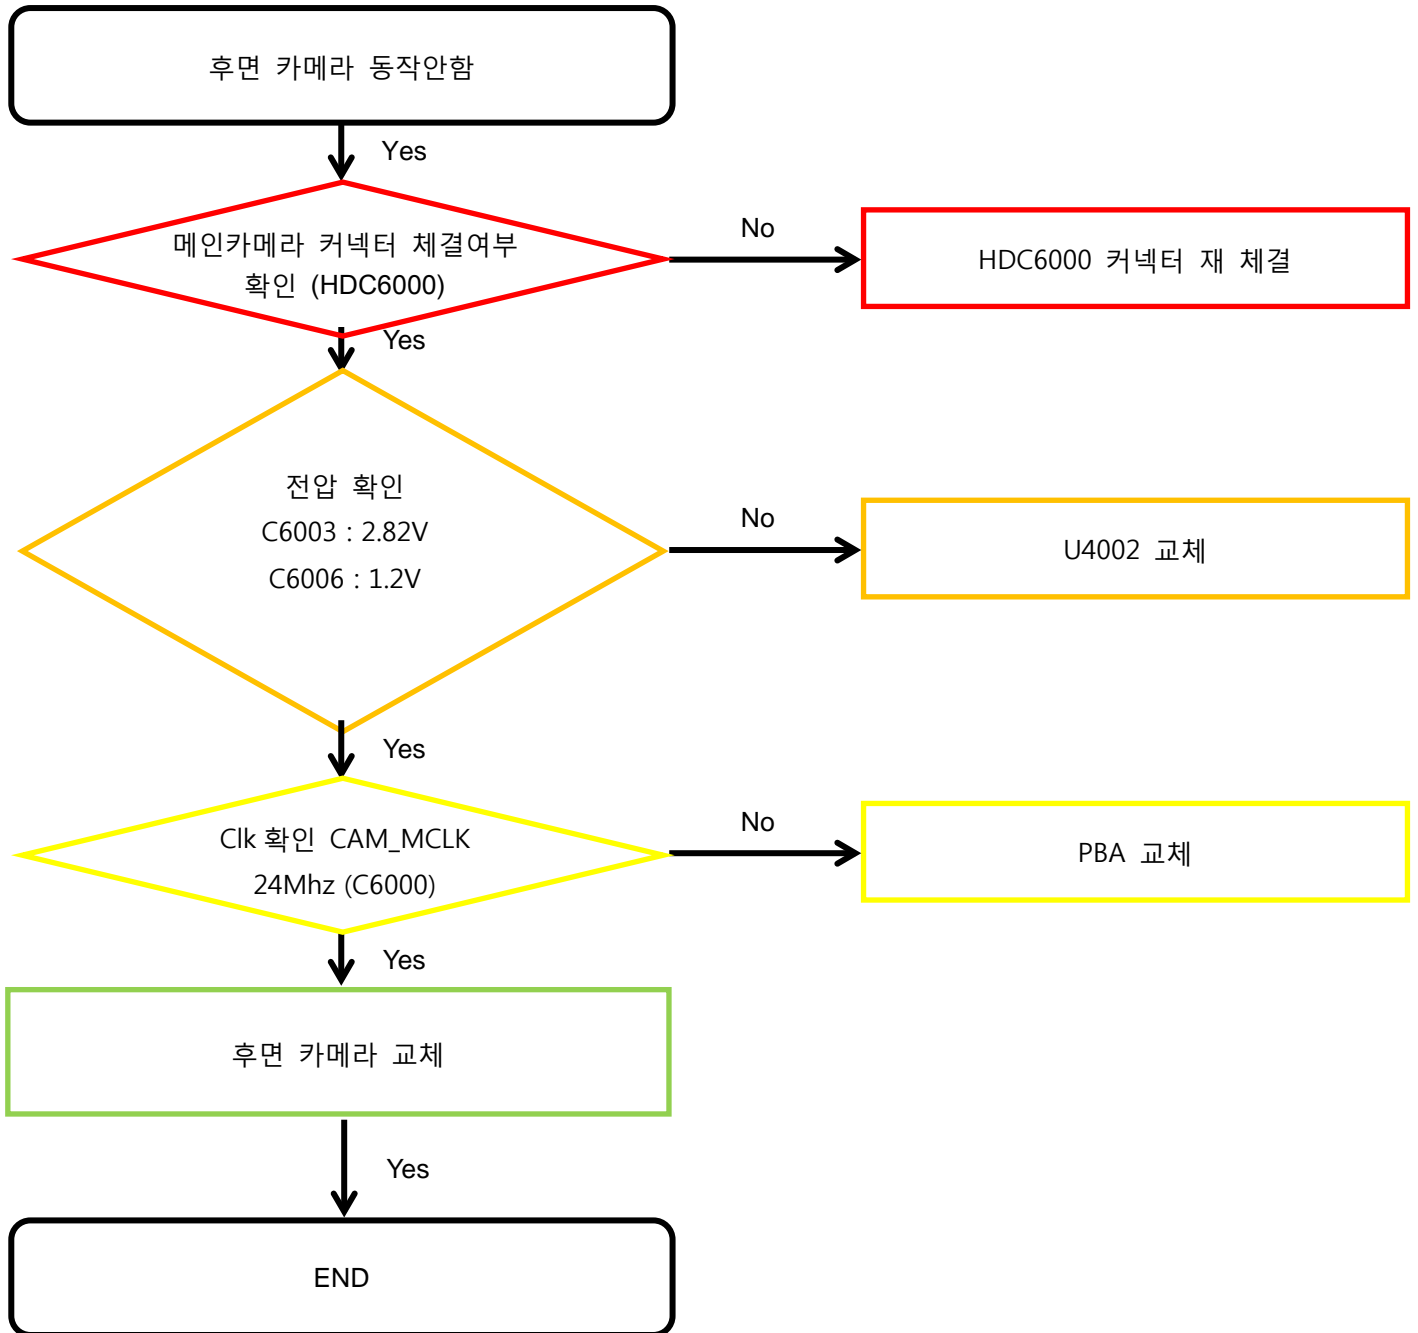 후면 카메라 동작안함
Yes
메인카메라 커넥터 체결여부
확인 (HDC6000)
No
HDC6000 커넥터 재 체결
Yes
전압 확인
C6003 : 2.82V
C6006 : 1.2V
No
U4002 교체
Yes
Clk 확인 CAM_MCLK
24Mhz (C6000)
No
PBA 교체
Yes
후면 카메라 교체
Yes
END